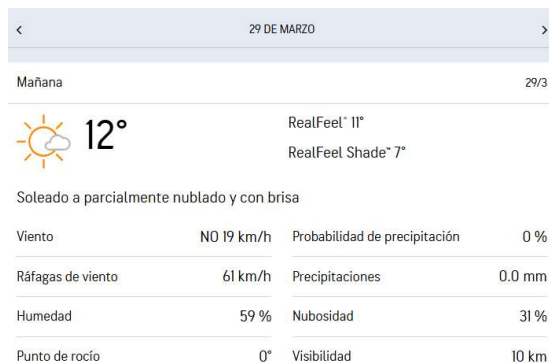 < 29 DE MARZO >
Mañana 29/3
12°
RealFeel® 11°
RealFeel Shade™ 7°
Soleado a parcialmente nublado y con brisa
Viento NO 19 km/h Probabilidad de precipitación 0 %
Ráfagas de viento 61 km/h Precipitaciones 0.0 mm
Humedad 59 % Nubosidad 31 %
Punto de rocío 0° Visibilidad 10 km